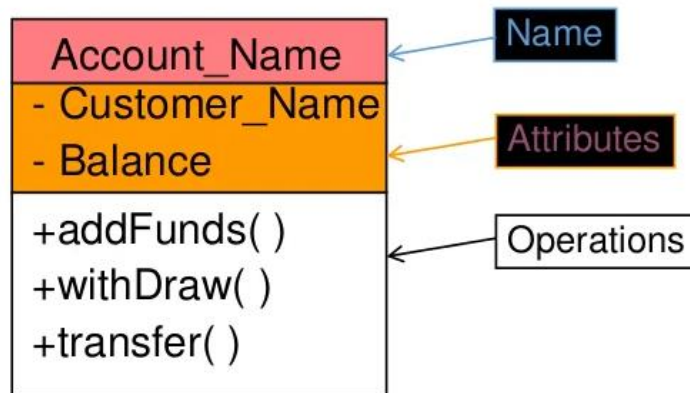 Account_Name
- Customer_Name
- Balance
+addFunds( )
+withDraw( )
+transfer( )
Name
Attributes
Operations